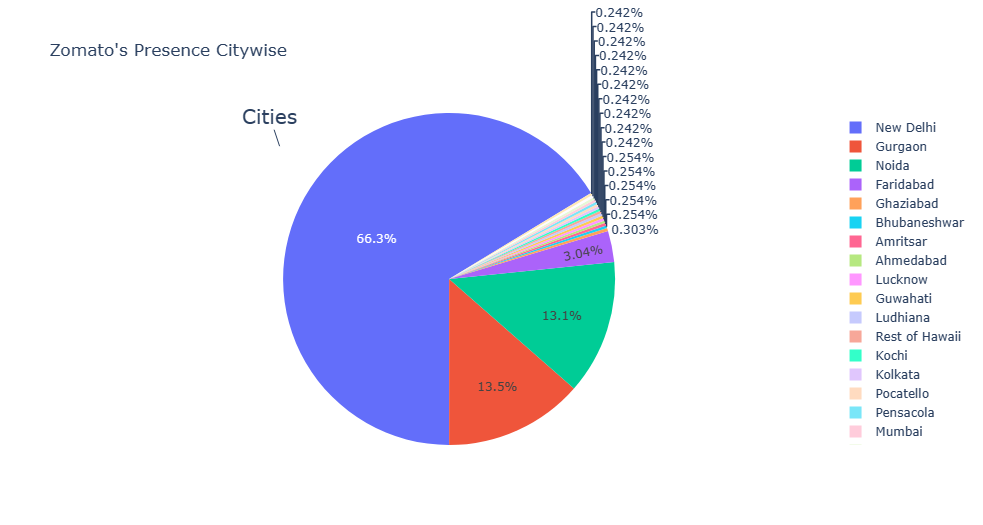 0.242%
0.242%
0.242%
Zomato's Presence Citywise
0.242%
0.242%
0.242%
0.242%
0.242%
0.242%
0.242%
0.254%
0.254%
0.254%
0.254%
0.254%
0.303%
Cities
66.3%
3.04%
13.1%
13.5%
New Delhi
Gurgaon
Noida
Faridabad
Ghaziabad
Bhubaneshwar
Amritsar
Ahmedabad
Lucknow
Guwahati
Ludhiana
Rest of Hawaii
Kochi
Kolkata
Pocatello
Pensacola
Mumbai